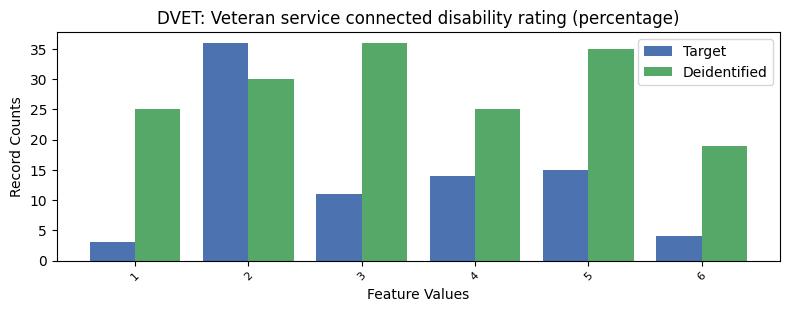 DVET: Veteran service connected disability rating (percentage)
Target
Deidentified
Record Counts
35
30
25
20
15
10
5
0
1 2 3 4 5 6
Feature Values